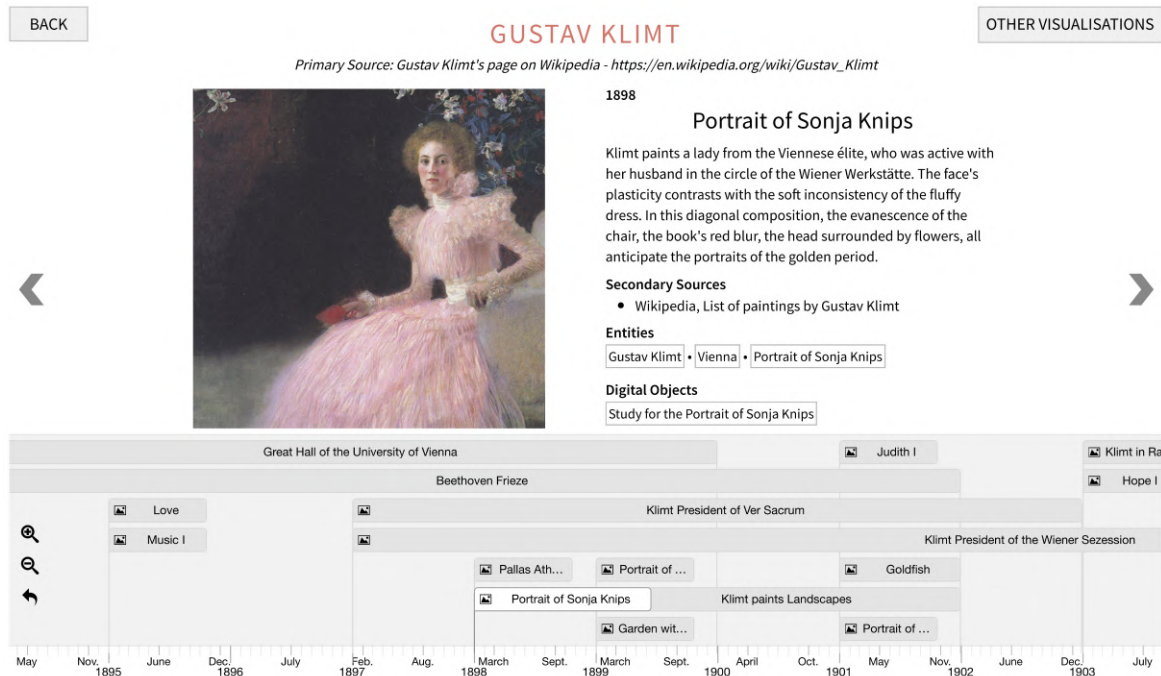 BACK
GUSTAV KLIMT
OTHER VISUALISATIONS
Primary Source: Gustav Klimt's page on Wikipedia - https://en.wikipedia.org/wiki/Gustav_Klimt
1898
Portrait of Sonja Knips
Klimt paints a lady from the Viennese élite, who was active with
her husband in the circle of the Wiener Werkstätte. The face's
plasticity contrasts with the soft inconsistency of the fluffy
dress. In this diagonal composition, the evanescence of the
chair, the book's red blur, the head surrounded by flowers, all
anticipate the portraits of the golden period.
Secondary Sources
• Wikipedia, List of paintings by Gustav Klimt
Entities
Gustav Klimt • Vienna • Portrait of Sonja Knips
Digital Objects
Study for the Portrait of Sonja Knips
Great Hall of the University of Vienna Judith I Klimt in Ra
Beethoven Frieze Hope I
Love Klimt President of Ver Sacrum
Music I Klimt President of the Wiener Sezession
Pallas Ath... Portrait of ... Goldfish
Portrait of Sonja Knips Klimt paints Landscapes
Garden wit... Portrait of ...
May Nov. June Dec. July Feb. Aug. March Sept. March Sept. April Oct. May Nov. June Dec. July
1895 1896 1897 1898 1899 1900 1901 1902 1903